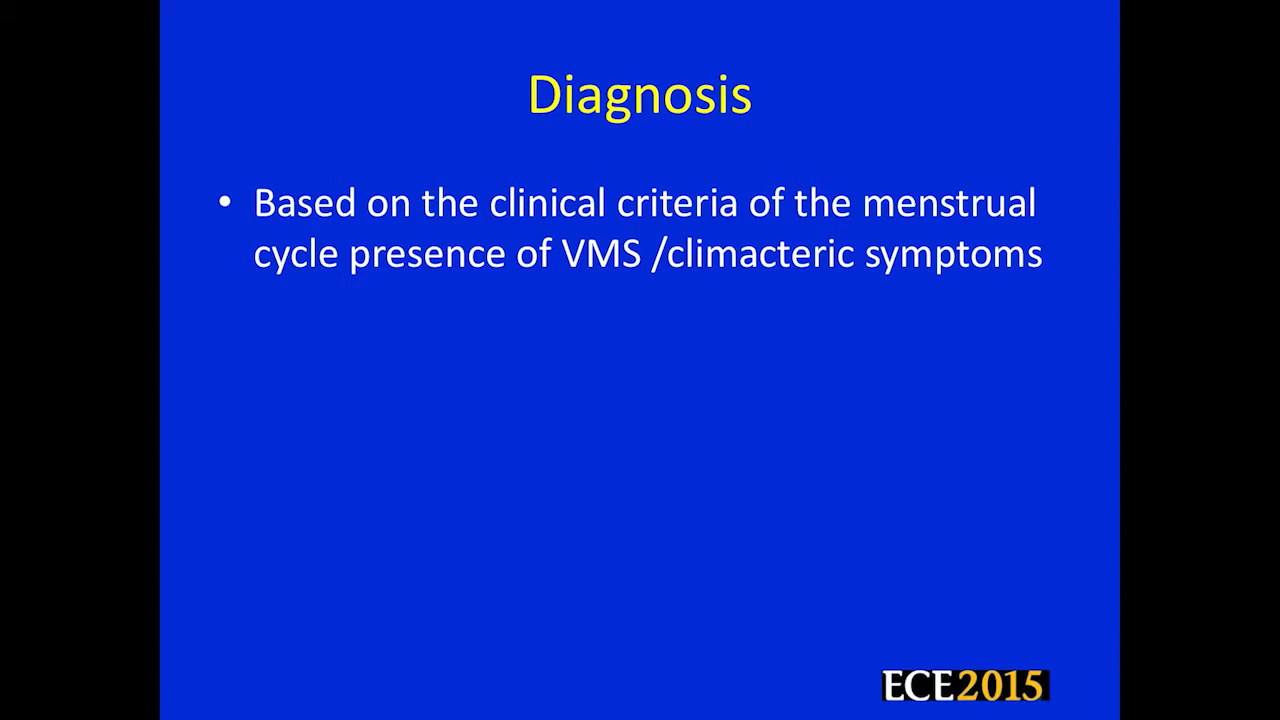 Diagnosis
• Based on the clinical criteria of the menstrual
cycle presence of VMS /climacteric symptoms
ECE2015